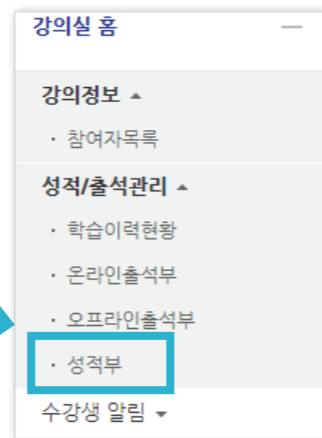 강의실 홈
강의정보 ▲
· 참여자목록
성적/출석관리 ▲
· 학습이력현황
· 온라인출석부
· 오프라인출석부
· 성적부
수강생 알림 ▼